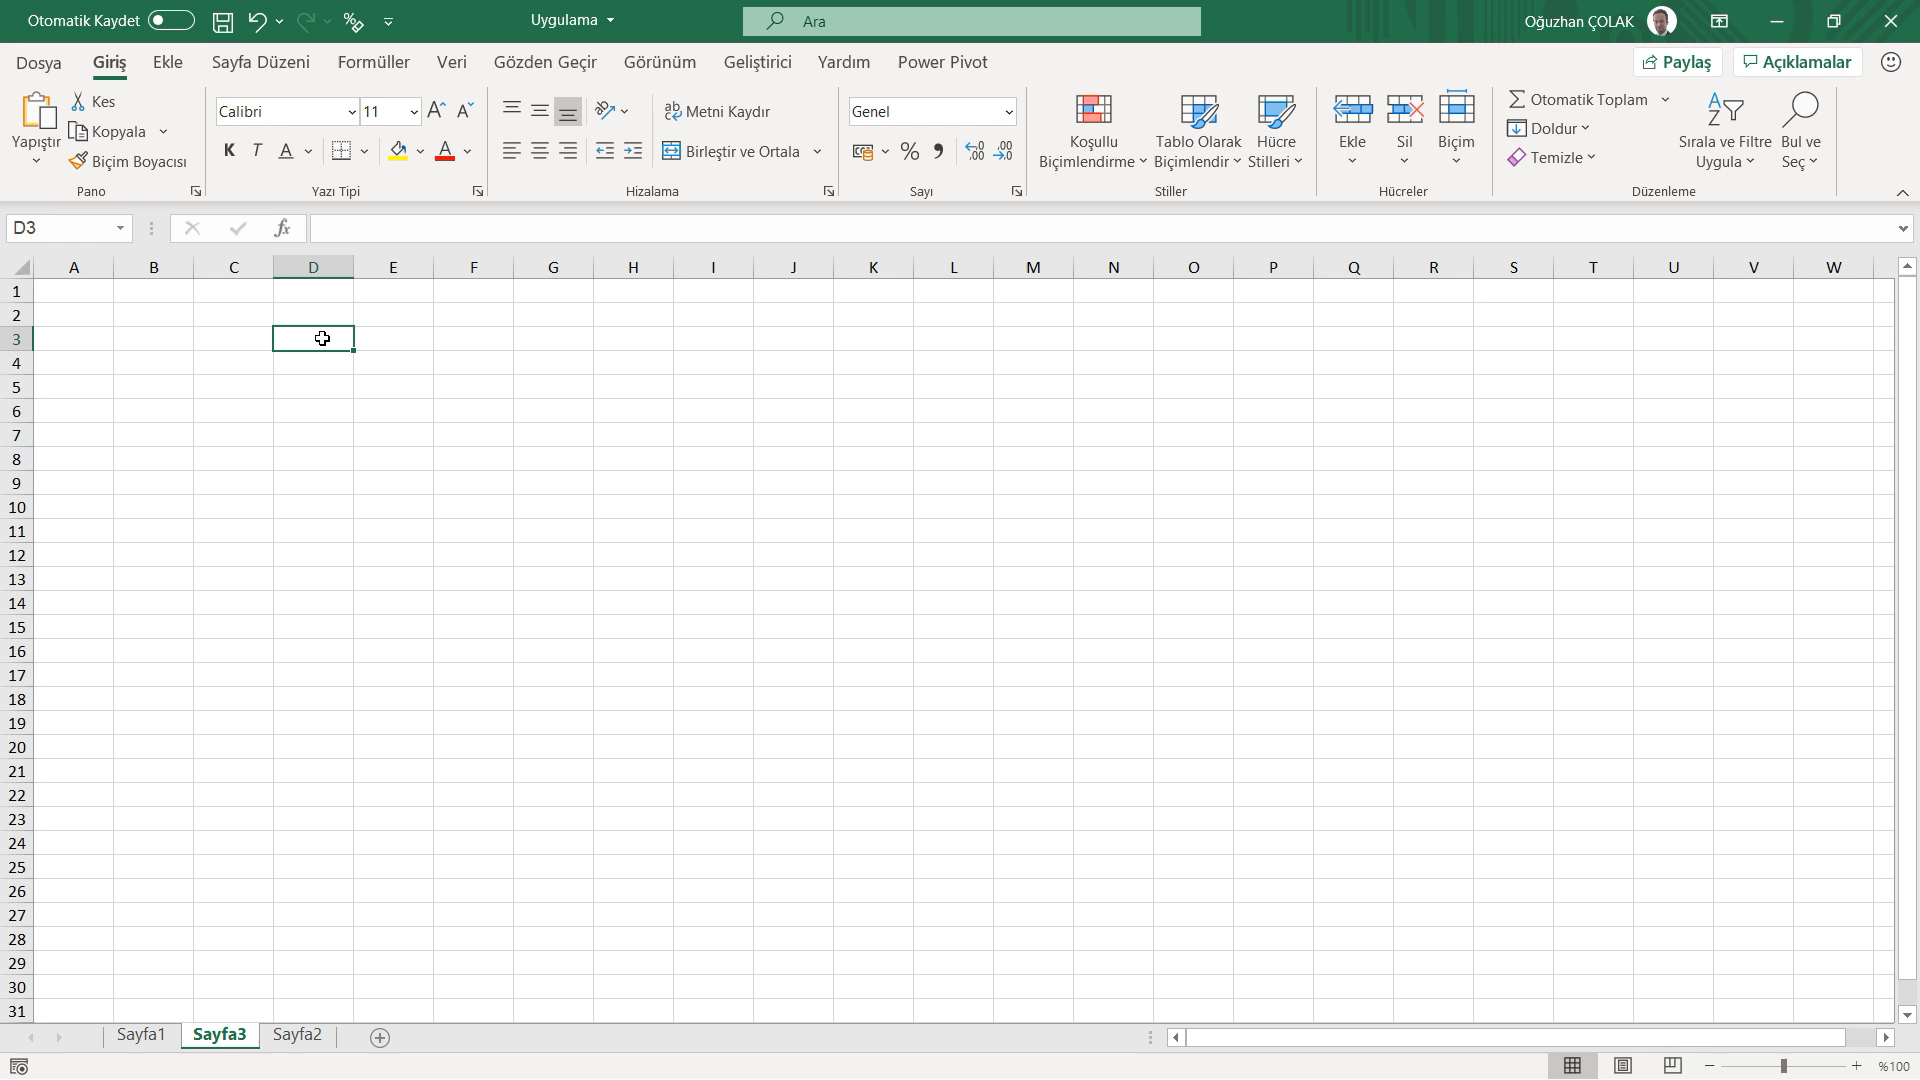 Otomatik Kaydet
Uygulama
Ara
Oğuzhan ÇOLAK
Dosya Giriş Ekle Sayfa Düzeni Formüller Veri Gözden Geçir Görünüm Geliştirici Yardım Power Pivot
Paylaş Açıklamalar
Yapıştır
Kes
Kopyala
Biçim Boyacısı
Pano
Calibri 11
K T A A
Yazı Tipi
Metni Kaydır
Birleştir ve Ortala
Hizalama
Genel
Sayı
Koşullu
Biçimlendirme
Tablo Olarak
Biçimlendir
Hücre
Stilleri
Stiller
Ekle Sil Biçim
Hücreler
Otomatik Toplam
Doldur
Temizle
Sırala ve Filtre
Uygula
Bul ve
Seç
Düzenleme
D3
fx
A B C D E F G H I J K L M N O P Q R S T U V W
1
2
3
4
5
6
7
8
9
10
11
12
13
14
15
16
17
18
19
20
21
22
23
24
25
26
27
28
29
30
31
Sayfa1 Sayfa3 Sayfa2
%100